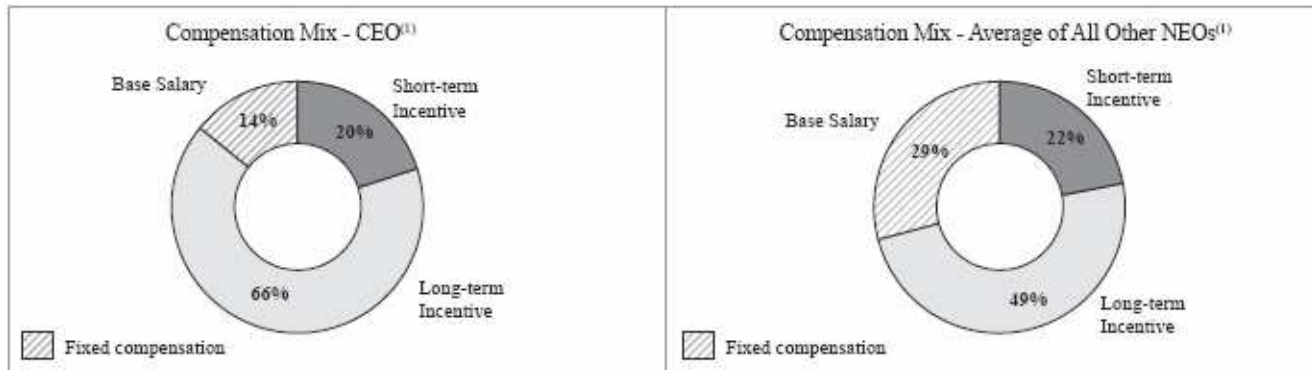 Compensation Mix - CEO⁽¹⁾
Base Salary
Short-term
Incentive
14%
20%
66%
Long-term
Incentive
Fixed compensation
Compensation Mix - Average of All Other NEOs⁽¹⁾
Short-term
Incentive
Base Salary
22%
29%
49%
Long-term
Incentive
Fixed compensation